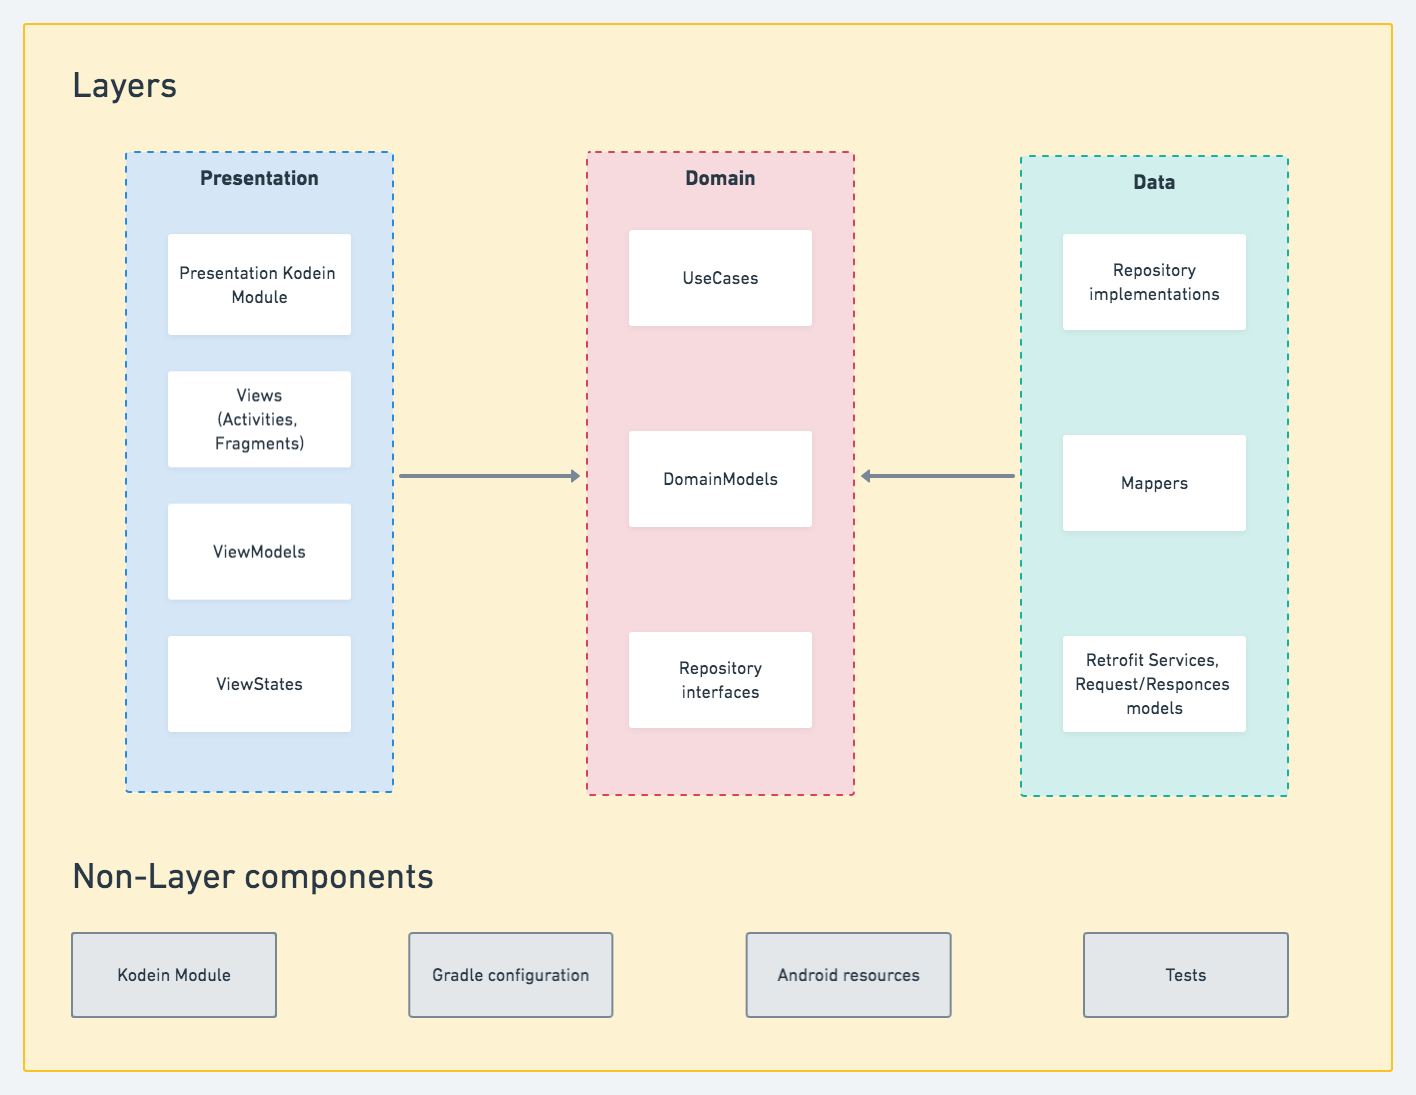 Layers
Presentation
Presentation Kodein
Module
Views
(Activities,
Fragments)
ViewModels
ViewStates
Domain
UseCases
DomainModels
Repository
interfaces
Data
Repository
implementations
Mappers
Retrofit Services,
Request/Responces
models
Non-Layer components
Kodein Module
Gradle configuration
Android resources
Tests